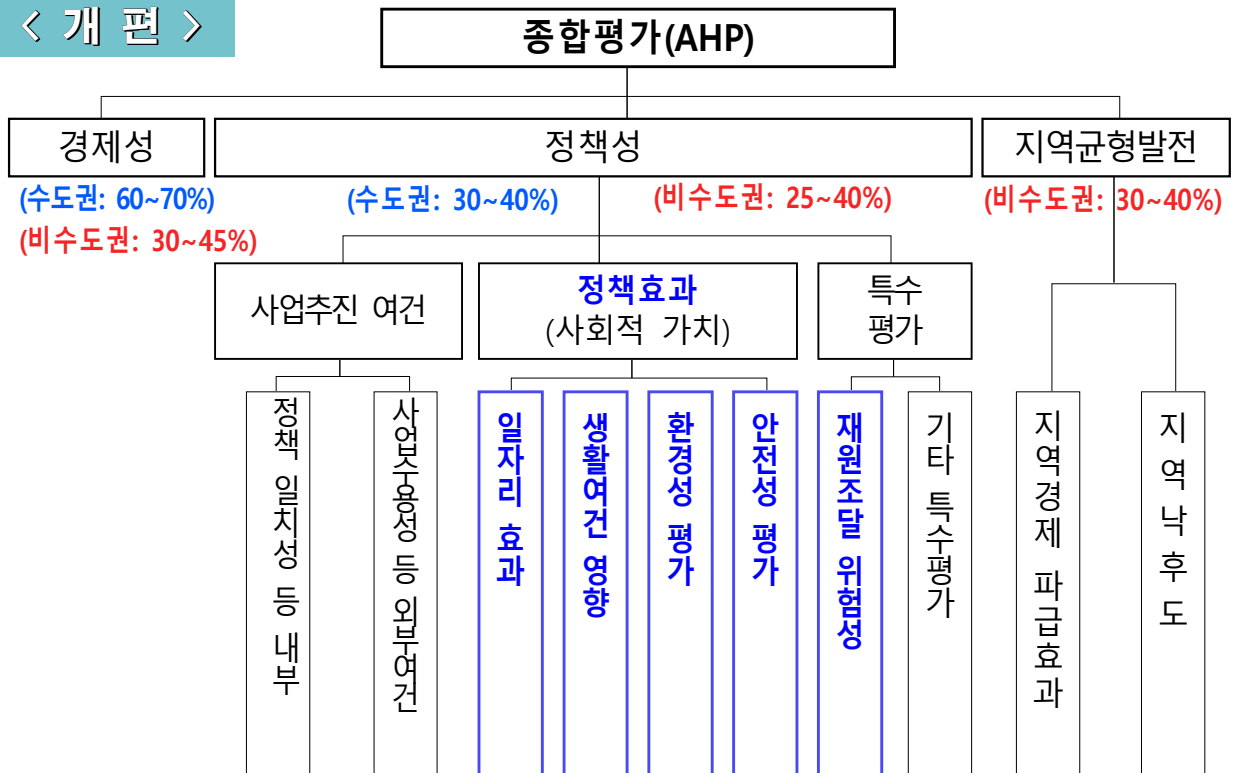 < 개 편 >
종합평가(AHP)
경제성
정책성
지역균형발전
(수도권: 60~70%)
(비수도권: 30~45%)
(수도권: 30~40%)
(비수도권: 25~40%)
(비수도권: 30~40%)
사업추진 여건
정책효과
(사회적 가치)
특수
평가
정책 일치성 등 내부
사업수용성 등 외부여건
일자리 효과
생활여건 영향
환경성 평가
안전성 평가
재원조달 위험성
기타 특수평가
지역경제 파급효과
지역낙후도